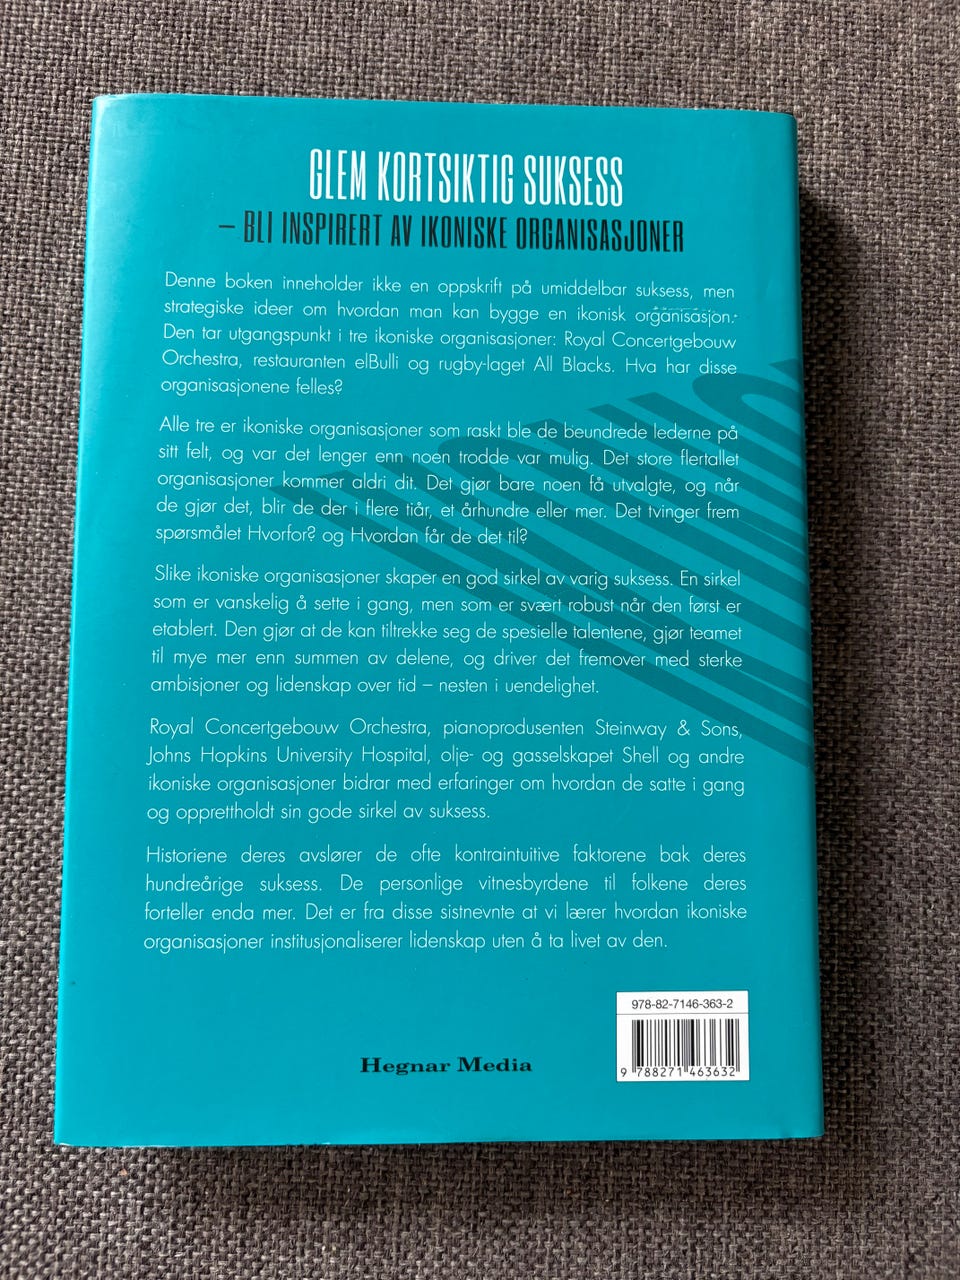 GLEM KORTSIKTIG SUKSESS
– BLI INSPIRERT AV IKONISKE ORGANISASJONER
Denne boken inneholder ikke en oppskrift på umiddelbar suksess, men
strategiske ideer om hvordan man kan bygge en ikonisk organisasjon.
Den tar utgangspunkt i tre ikoniske organisasjoner: Royal Concertgebouw
Orchestra, restauranten elBulli og rugby-laget All Blacks. Hva har disse
organisasjonene felles?
Alle tre er ikoniske organisasjoner som raskt ble de beundrede lederne på
sitt felt, og var det lenger enn noen trodde var mulig. Det store flertallet
organisasjoner kommer aldri dit. Det gjør bare noen få utvalgte, og når
de gjør det, blir de der i flere tiår, et århundre eller mer. Det tvinger frem
spørsmålet Hvorfor? og Hvordan får de det til?
Slike ikoniske organisasjoner skaper en god sirkel av varig suksess. En sirkel
som er vanskelig å sette i gang, men som er svært robust når den først er
etablert. Den gjør at de kan tiltrekke seg de spesielle talentene, gjør teamet
til mye mer enn summen av delene, og driver det fremover med sterke
ambisjoner og lidenskap over tid – nesten i uendelighet.
Royal Concertgebouw Orchestra, pianoprodusenten Steinway & Sons,
Johns Hopkins University Hospital, olje- og gasselskapet Shell og andre
ikoniske organisasjoner bidrar med erfaringer om hvordan de satte i gang
og opprettholdt sin gode sirkel av suksess.
Historiene deres avslører de ofte kontraintuitive faktorene bak deres
hundreårige suksess. De personlige vitnesbyrdene til folkene deres
forteller enda mer. Det er fra disse sistnevnte at vi lærer hvordan ikoniske
organisasjoner institusjonaliserer lidenskap uten å ta livet av den.
978-82-7146-363-2
9 788271 463632
Hegnar Media